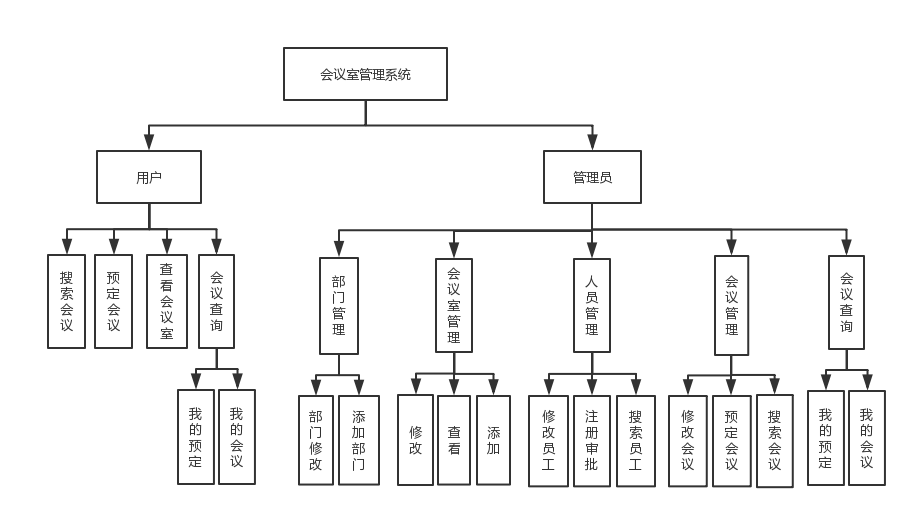 会议室管理系统
用户
管理员
搜索会议
预定会议
查看会议室
会议查询
部门管理
会议室管理
人员管理
会议管理
会议查询
我的预定
我的会议
部门修改
添加部门
修改
查看
添加
修改员工
注册审批
搜索员工
修改会议
预定会议
搜索会议
我的预定
我的会议